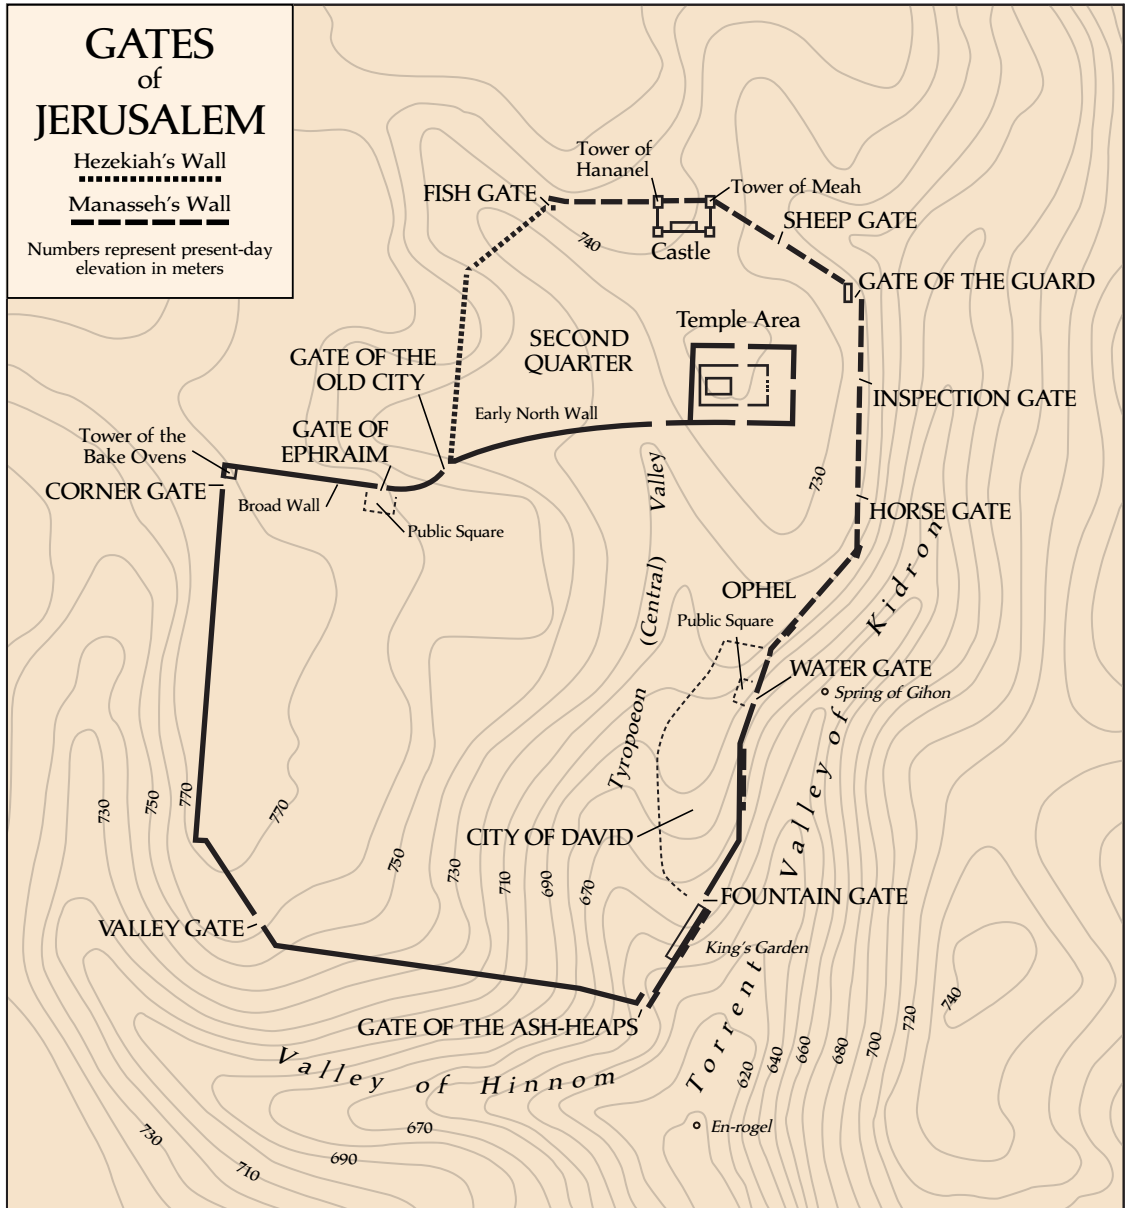 GATES
of
JERUSALEM
Hezekiah's Wall
Manasseh's Wall
Numbers represent present-day
elevation in meters
Tower of
Hananel
FISH GATE
Tower of Meah
SHEEP GATE
740
Castle
GATE OF THE GUARD
Temple Area
SECOND
QUARTER
GATE OF THE
OLD CITY
INSPECTION GATE
Early North Wall
GATE OF
EPHRAIM
Tower of the
Bake Ovens
CORNER GATE
Broad Wall
Public Square
730
HORSE GATE
Valley
(Central)
Tyropoeon
OPHEL
Public Square
WATER GATE
Spring of Gihon
Torrent Valley of Kidron
730
750
770
770
CITY OF DAVID
750
730
710
690
670
FOUNTAIN GATE
VALLEY GATE
King's Garden
GATE OF THE ASH-HEAPS
Valley of Hinnom
620
640
660
680
700
720
740
En-rogel
670
690
710
730